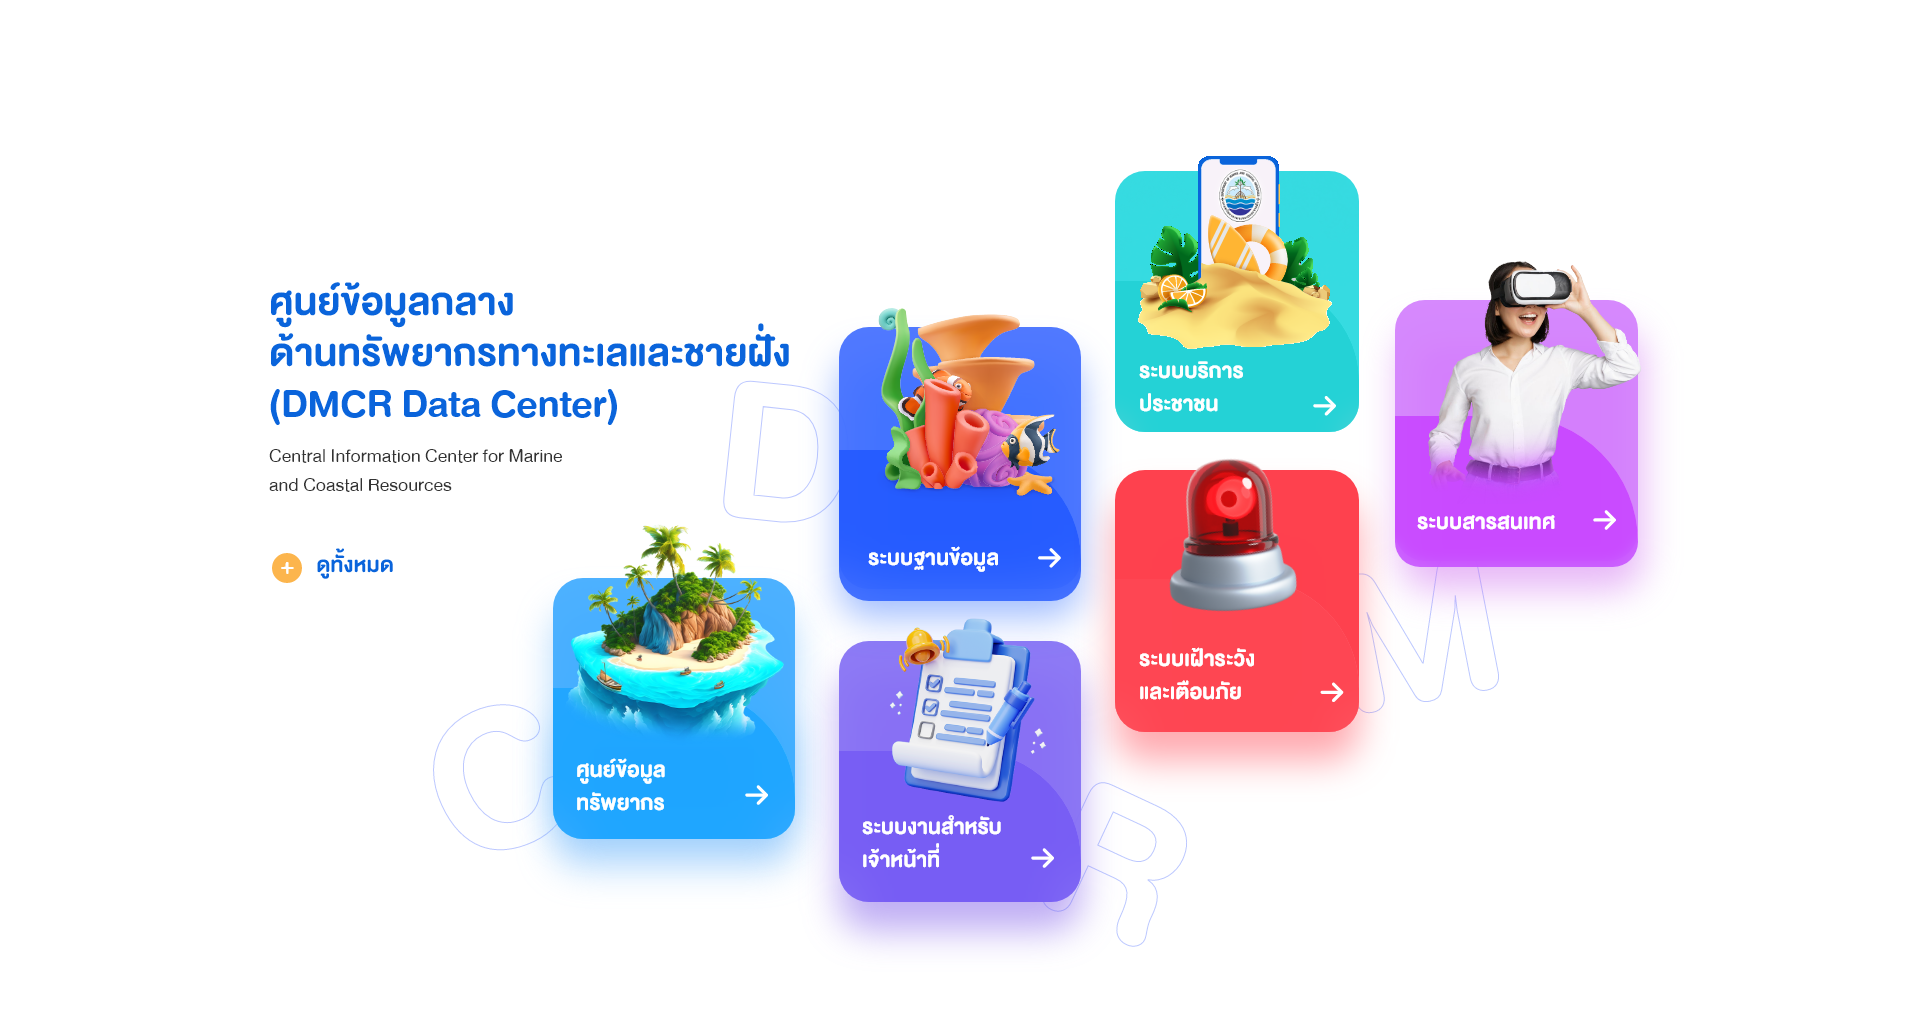 ศูนย์ข้อมูลกลาง
ด้านทรัพยากรทางทะเลและชายฝั่ง
(DMCR Data Center)
Central Information Center for Marine
and Coastal Resources
ดูทั้งหมด
ศูนย์ข้อมูล
ทรัพยากร
ระบบฐานข้อมูล
ระบบงานสำหรับ
เจ้าหน้าที่
ระบบบริการ
ประชาชน
ระบบเฝ้าระวัง
และเตือนภัย
ระบบสารสนเทศ
D
M
C
R